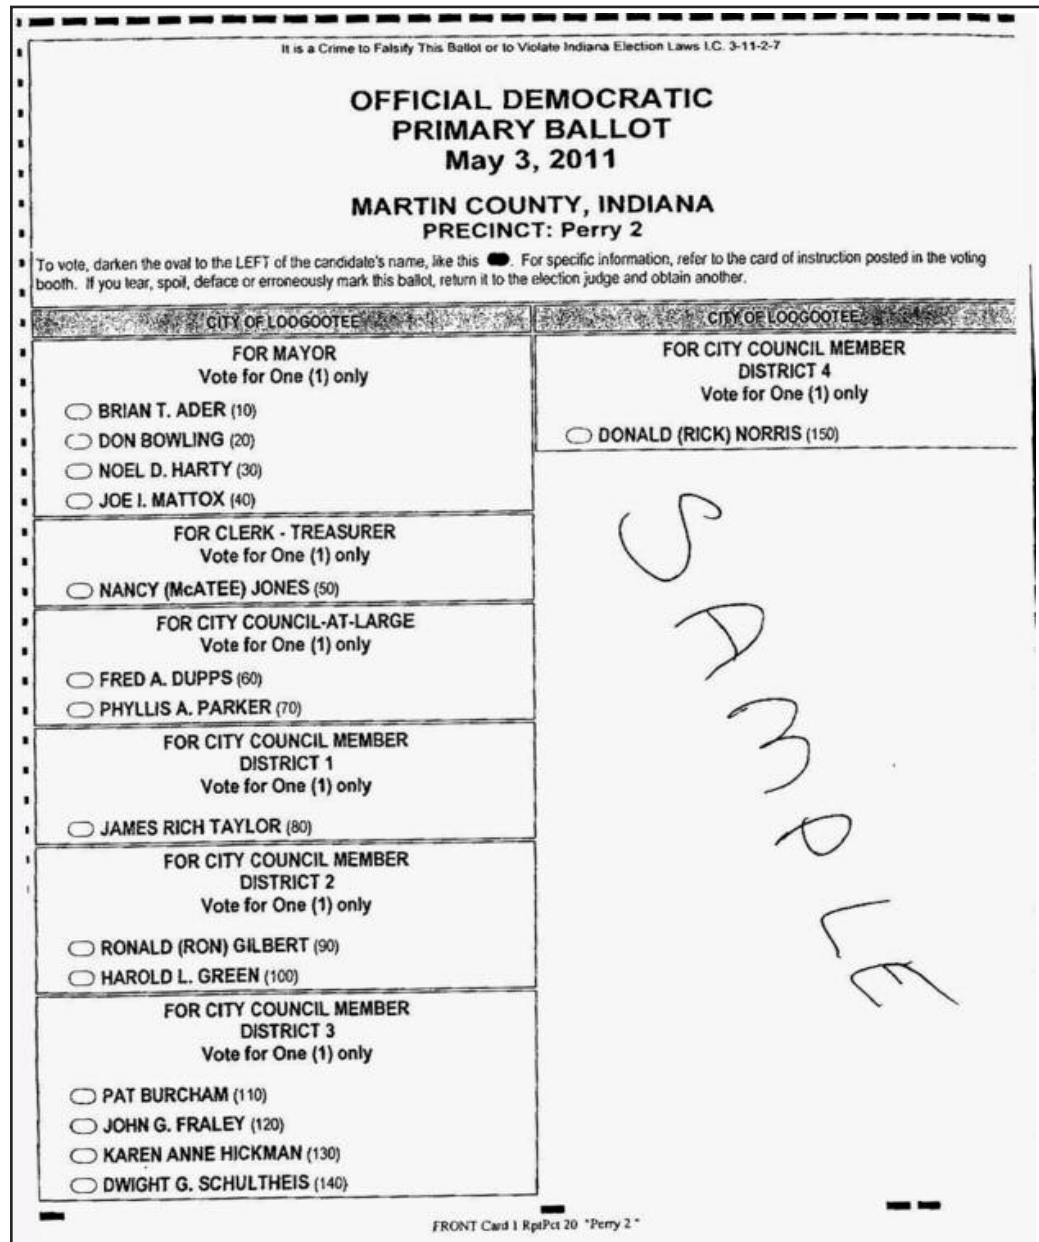 It is a Crime to Falsify This Ballot or to Violate Indiana Election Laws I.C. 3-11-2-7
OFFICIAL DEMOCRATIC
PRIMARY BALLOT
May 3, 2011
MARTIN COUNTY, INDIANA
PRECINCT: Perry 2
To vote, darken the oval to the LEFT of the candidate's name, like this . For specific information, refer to the card of instruction posted in the voting
booth. If you tear, spoil, deface or erroneously mark this ballot, return it to the election judge and obtain another.
CITY OF LOOGOOTEE
FOR MAYOR
Vote for One (1) only
BRIAN T. ADER (10)
DON BOWLING (20)
NOEL D. HARTY (30)
JOE I. MATTOX (40)
FOR CLERK - TREASURER
Vote for One (1) only
NANCY (McATEE) JONES (50)
FOR CITY COUNCIL-AT-LARGE
Vote for One (1) only
FRED A. DUPPS (60)
PHYLLIS A. PARKER (70)
FOR CITY COUNCIL MEMBER
DISTRICT 1
Vote for One (1) only
JAMES RICH TAYLOR (80)
FOR CITY COUNCIL MEMBER
DISTRICT 2
Vote for One (1) only
RONALD (RON) GILBERT (90)
HAROLD L. GREEN (100)
FOR CITY COUNCIL MEMBER
DISTRICT 3
Vote for One (1) only
PAT BURCHAM (110)
JOHN G. FRALEY (120)
KAREN ANNE HICKMAN (130)
DWIGHT G. SCHULTHEIS (140)
CITY OF LOOGOOTEE
FOR CITY COUNCIL MEMBER
DISTRICT 4
Vote for One (1) only
DONALD (RICK) NORRIS (150)
SAMPLE
FRONT Card 1 RptPct 20 "Perry 2 "